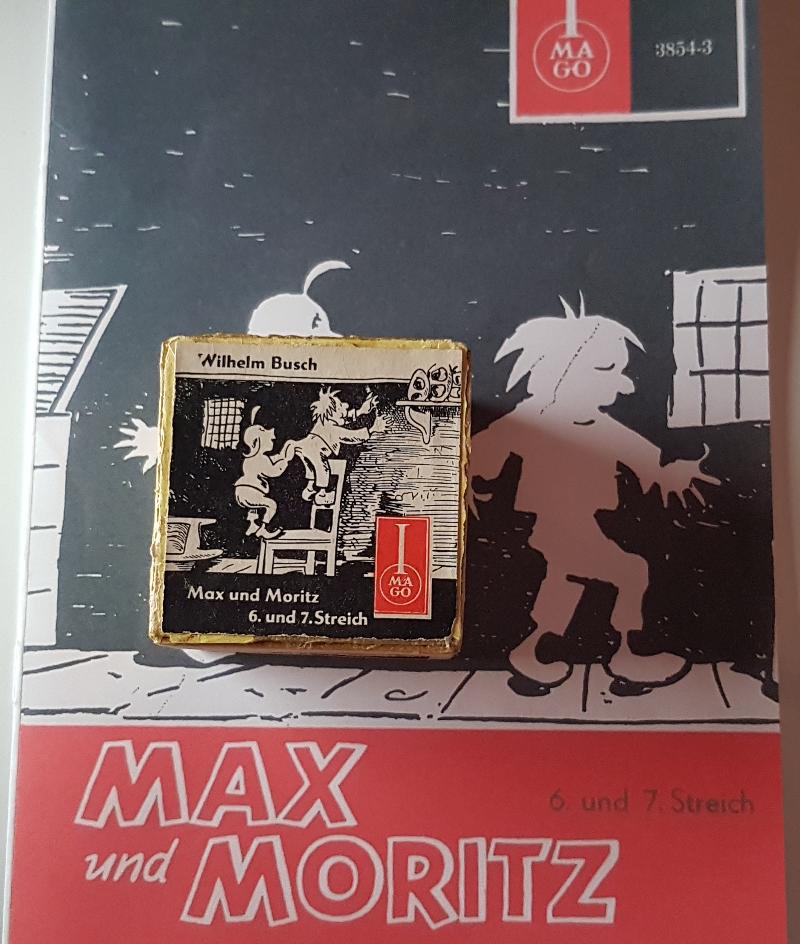 I
MA
GO
3854-3
Wilhelm Busch
I
MA
GO
Max und Moritz
6. und 7. Streich
MAX
und MORITZ
6. und 7. Streich